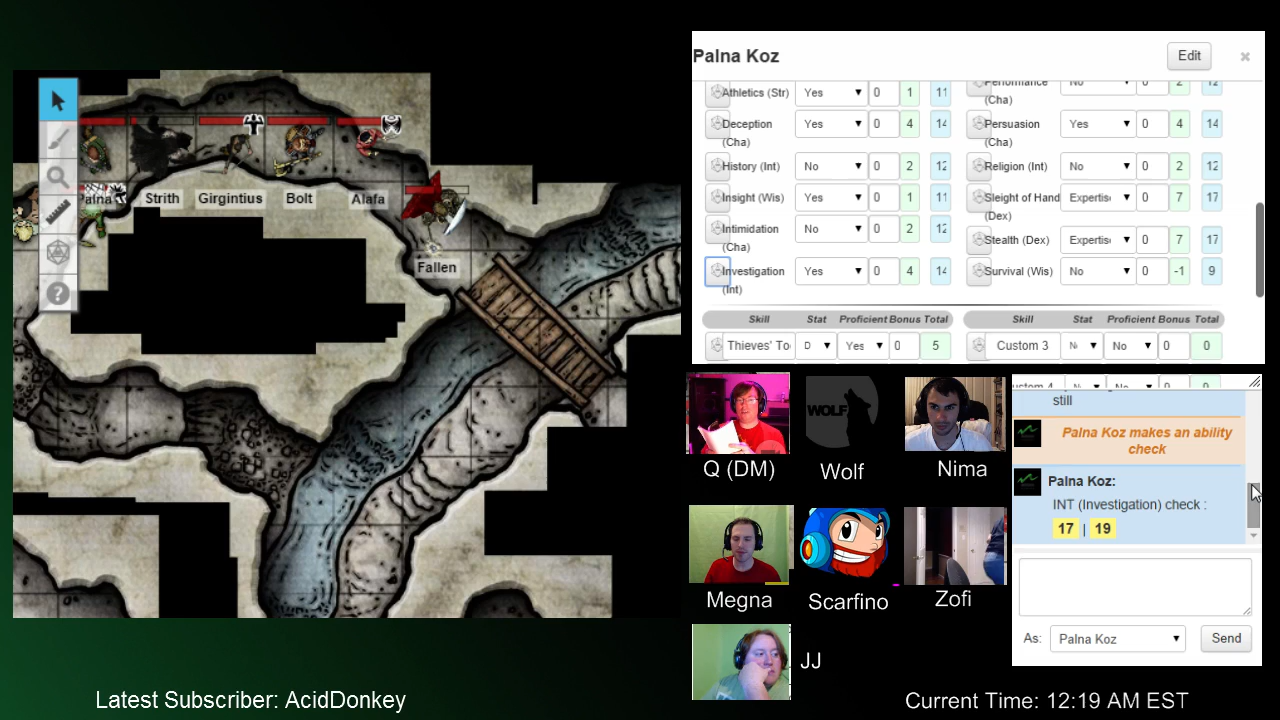 Palna Koz
Edit
Athletics (Str) Yes 0 1 11
Performance (Cha) No 2 12
Deception (Cha) Yes 0 4 14
Persuasion (Cha) Yes 0 4 14
History (Int) No 0 2 12
Religion (Int) No 0 2 12
Insight (Wis) Yes 0 1 11
Sleight of Hand (Dex) Expertis 0 7 17
Intimidation (Cha) No 0 2 12
Stealth (Dex) Expertis 0 7 17
Investigation (Int) Yes 0 4 14
Survival (Wis) No 0 -1 9
Skill Stat Proficient Bonus Total
Skill Stat Proficient Bonus Total
Thieves' To D Yes 0 5
Custom 3 No 0 0
Palna
Strith
Girgintius
Bolt
Alafa
Fallen
Q (DM)
WOLF
Wolf
Nima
Megna
Scarfino
Zofi
JJ
still
Palna Koz makes an ability
check
Palna Koz:
INT (Investigation) check :
17 | 19
As: Palna Koz
Send
Latest Subscriber: AcidDonkey
Current Time: 12:19 AM EST